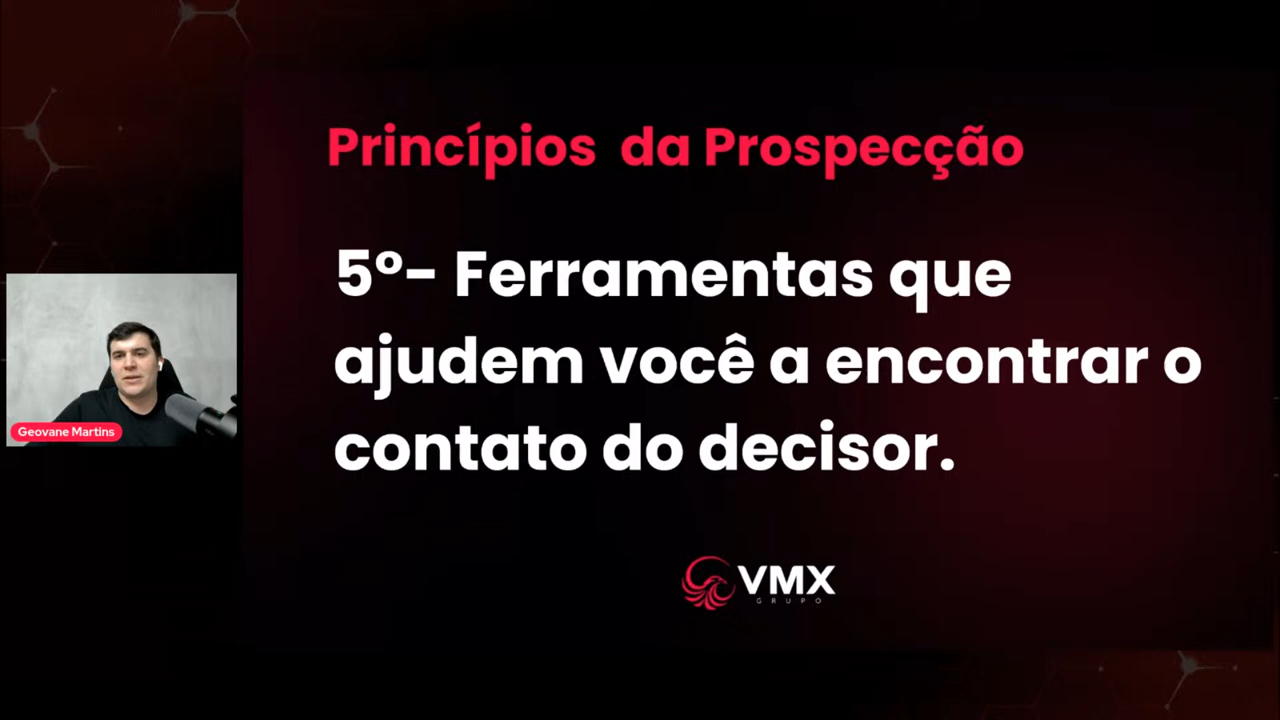 Princípios da Prospecção
5º- Ferramentas que
ajudem você a encontrar o
contato do decisor.
Geovane Martins
VMX
GRUPO